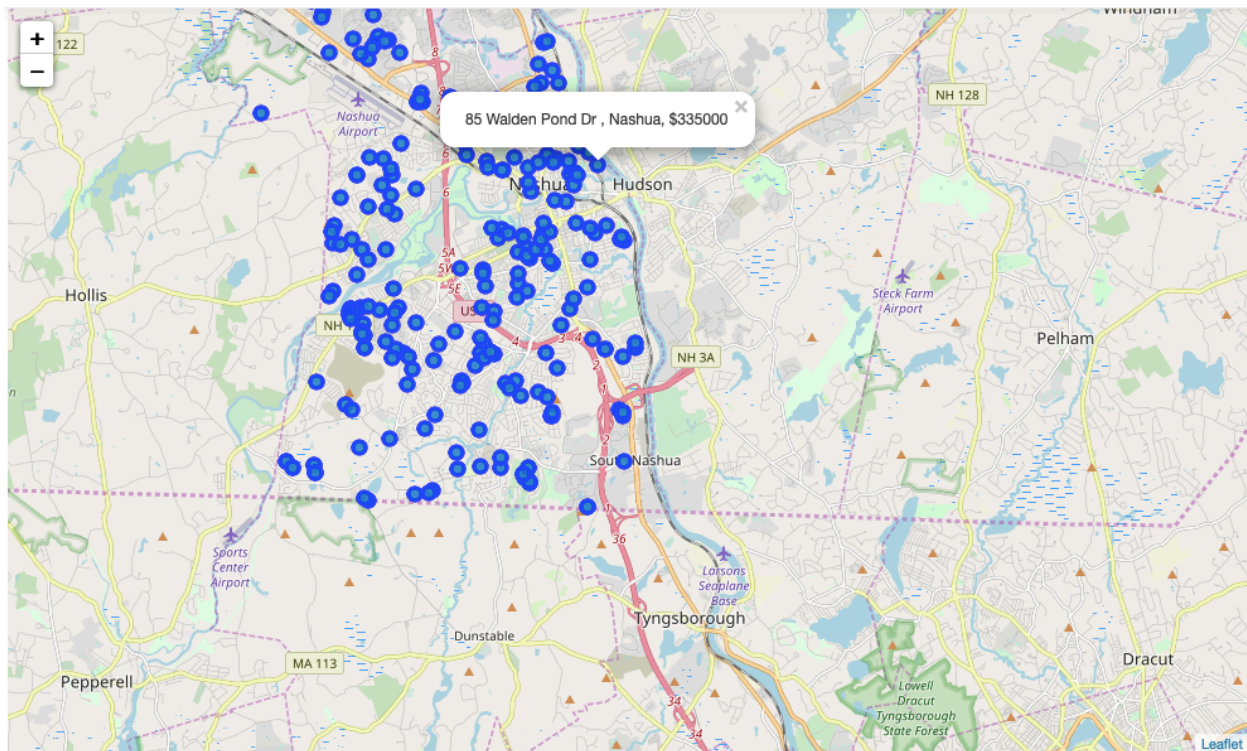 Windham
+
−
122
8
8
NH 128
Nashua
Airport
85 Walden Pond Dr , Nashua, $335000
×
6
6
6
Nashua
Hudson
5A
5W
5E
Hollis
Steck Farm
Airport
US
NH 1
4
3
4
Pelham
NH 3A
2
1
2
South Nashua
1
36
Sports
Center
Airport
Larsons
Seaplane
Base
Tyngsborough
Dunstable
MA 113
Dracut
Pepperell
34
34
Lowell
Dracut
Tyngsborough
State Forest
Leaflet